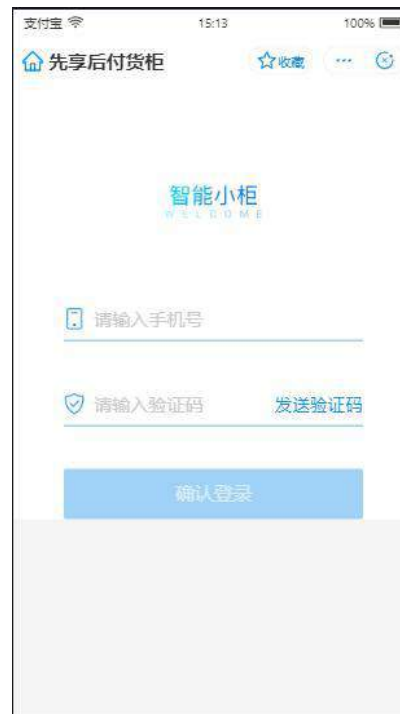 支付宝 15:13 100%
先享后付货柜 收藏 ...
智能小柜
WELCOME
请输入手机号
请输入验证码 发送验证码
确认登录